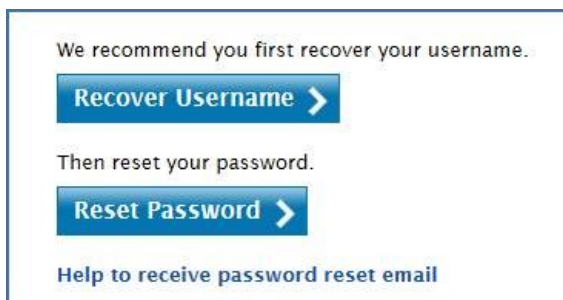 We recommend you first recover your username.
Recover Username
Then reset your password.
Reset Password
Help to receive password reset email